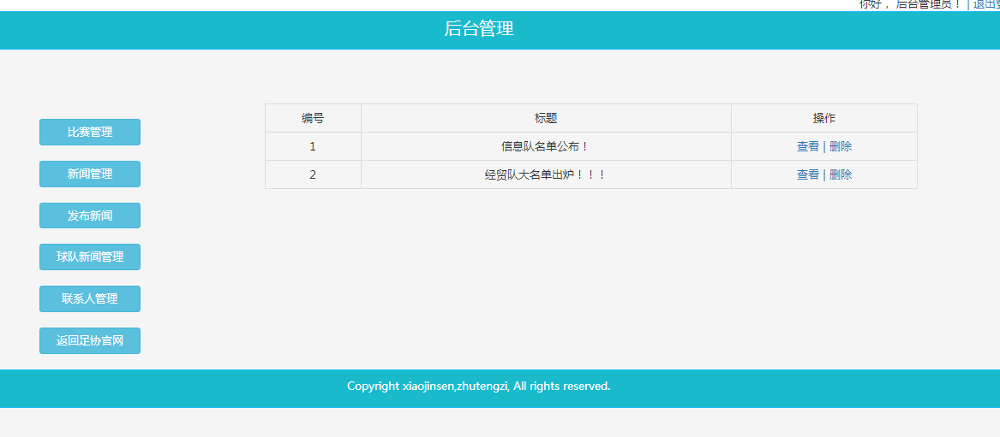 你好， 后台管理员！ | 退出
后台管理
编号 标题 操作
1 信息队名单公布！ 查看 | 删除
2 经贸队大名单出炉！！！ 查看 | 删除
比赛管理
新闻管理
发布新闻
球队新闻管理
联系人管理
返回足协官网
Copyright xiaojinsen,zhutengzi, All rights reserved.